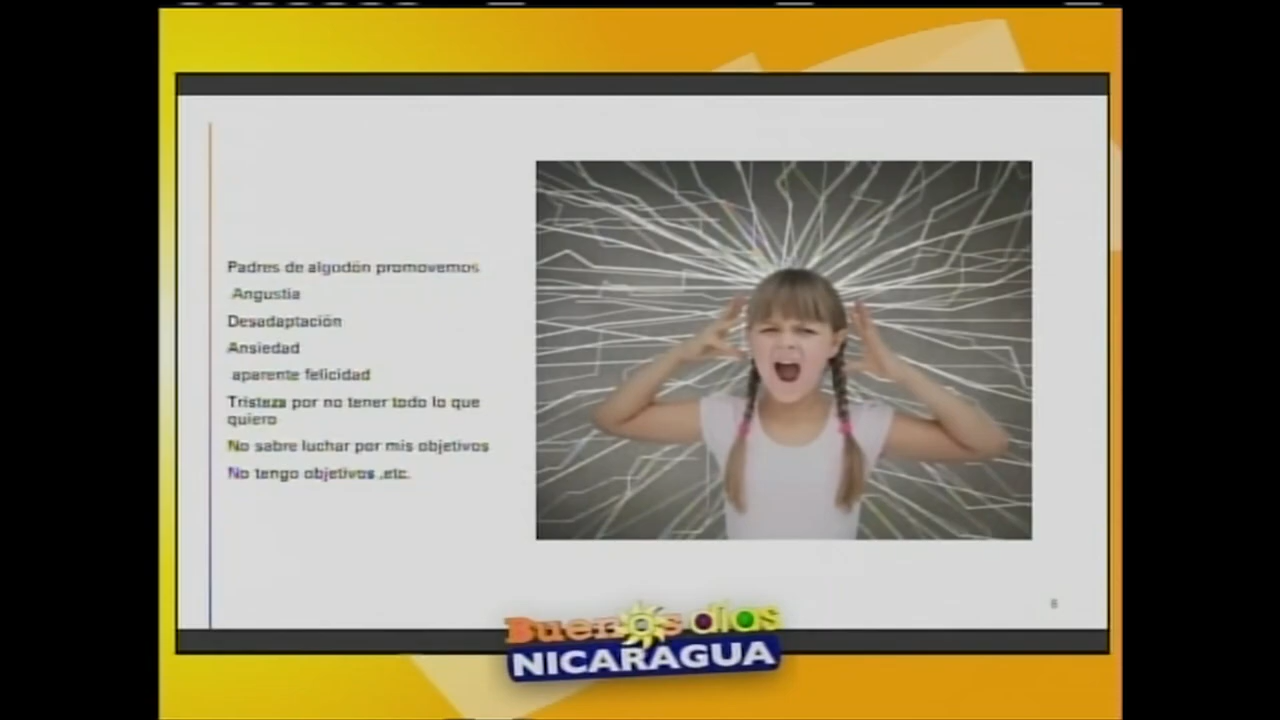 Padres de algodón promovemos
Angustia
Desadaptación
Ansiedad
aparente felicidad
Tristeza por no tener todo lo que
quiero
No sabre luchar por mis objetivos
No tengo objetivos ,etc.
Buenos días
NICARAGUA